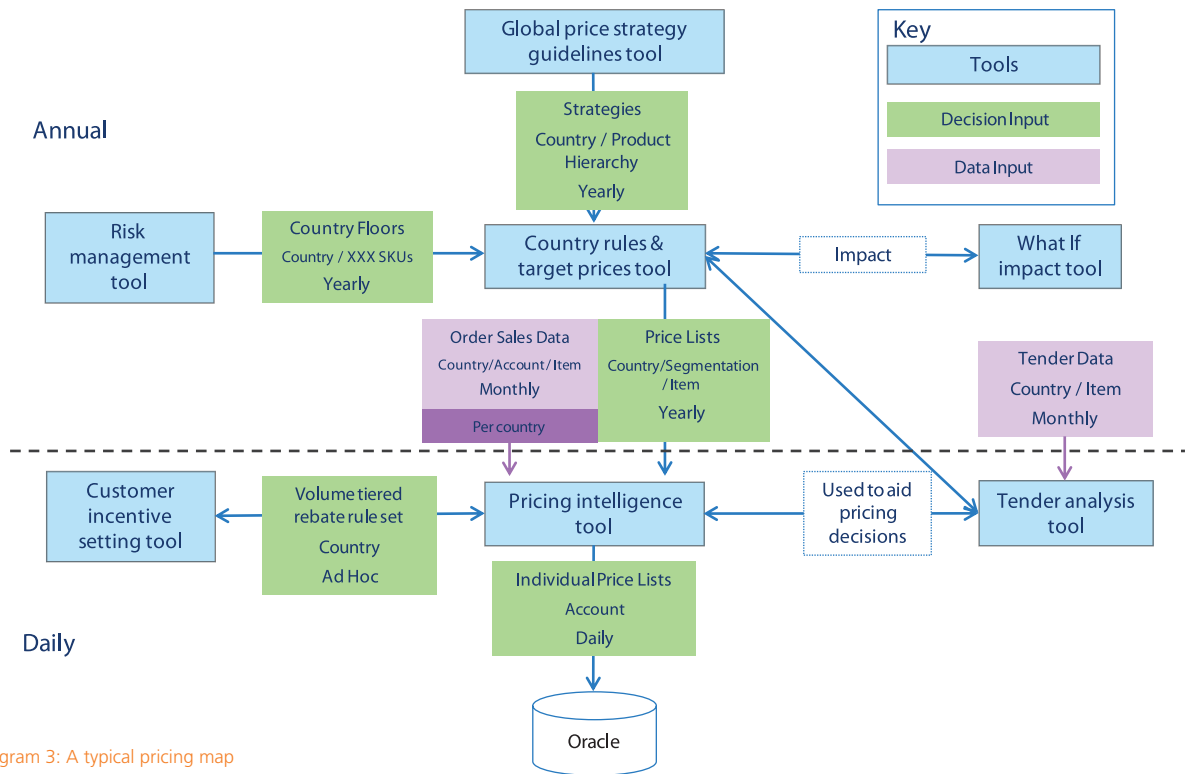 Global price strategy
guidelines tool
Key
Tools
Decision Input
Data Input
Annual
Strategies
Country / Product
Hierarchy
Yearly
Risk
management
tool
Country Floors
Country / XXX SKUs
Yearly
Country rules &
target prices tool
Impact
What If
impact tool
Order Sales Data
Country/Account/Item
Monthly
Per country
Price Lists
Country/Segmentation
/ Item
Yearly
Tender Data
Country / Item
Monthly
Customer
incentive
setting tool
Volume tiered
rebate rule set
Country
Ad Hoc
Pricing intelligence
tool
Used to aid
pricing
decisions
Tender analysis
tool
Individual Price Lists
Account
Daily
Daily
Oracle
gram 3: A typical pricing map